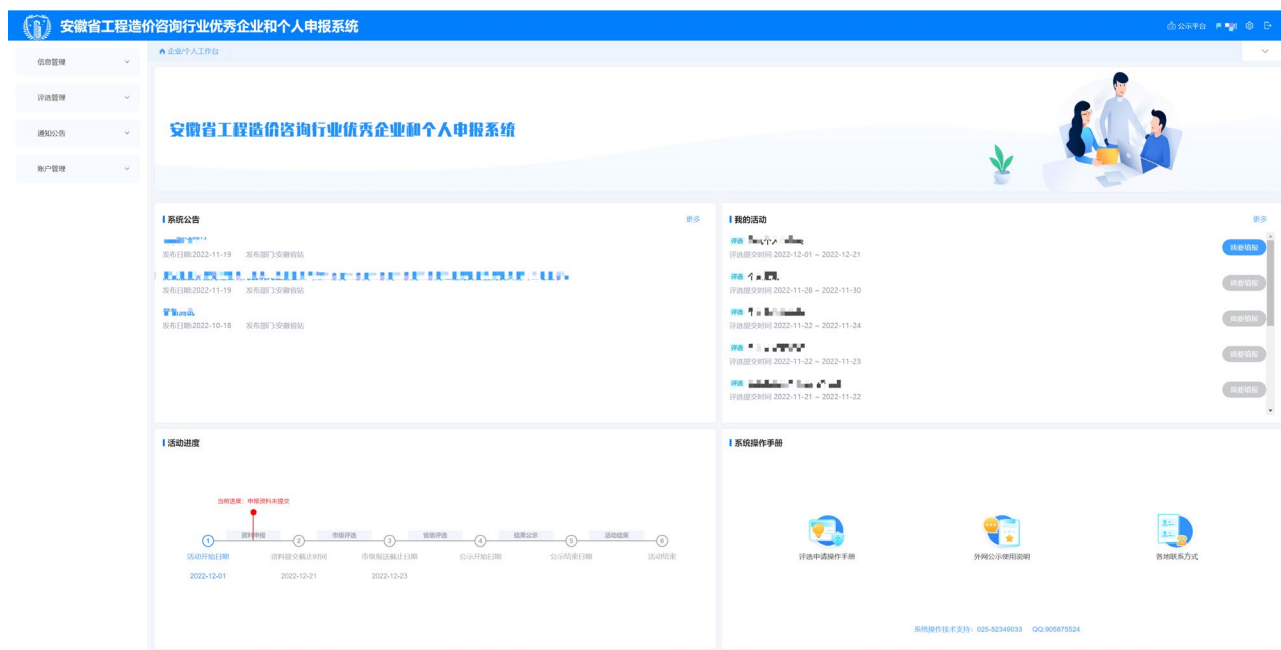 安徽省工程造价咨询行业优秀企业和个人申报系统
公示平台
企业/个人工作台
信息管理
评选管理
通知公告
账户管理
安徽省工程造价咨询行业优秀企业和个人申报系统
系统公告 更多
发布日期:2022-11-19 发布部门:安徽省站
发布日期:2022-11-19 发布部门:安徽省站
发布日期:2022-10-18 发布部门:安徽省站
我的活动 更多
评选
评选提交时间 2022-12-01 ~ 2022-12-21 我要填报
评选
评选提交时间 2022-11-28 ~ 2022-11-30 我要填报
评选
评选提交时间 2022-11-22 ~ 2022-11-24 我要填报
评选
评选提交时间 2022-11-22 ~ 2022-11-23 我要填报
评选
评选提交时间 2022-11-21 ~ 2022-11-22 我要填报
活动进度
当前进度：申报资料未提交
资料申报 市级评选 省级评选 结果公示 活动结束
1 2 3 4 5 6
活动开始日期 资料提交截止时间 市级报送截止日期 公示开始日期 公示结束日期 活动结束
2022-12-01 2022-12-21 2022-12-23
系统操作手册
评选申请操作手册 外网公示使用说明 各地联系方式
系统操作技术支持：025-82349033 QQ:905875524